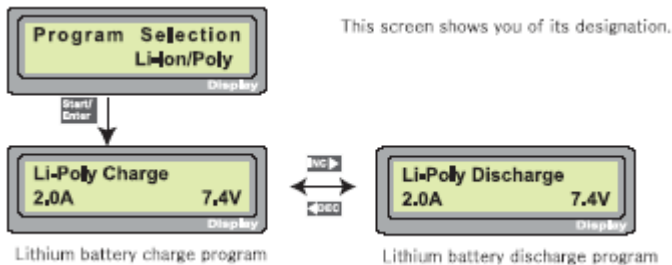 Program Selection
Li-Ion/Poly
Display
This screen shows you of its designation.
Start/
Enter
Li-Poly Charge
2.0A 7.4V
Display
INC ▶
◀ DEC
Li-Poly Discharge
2.0A 7.4V
Display
Lithium battery charge program
Lithium battery discharge program